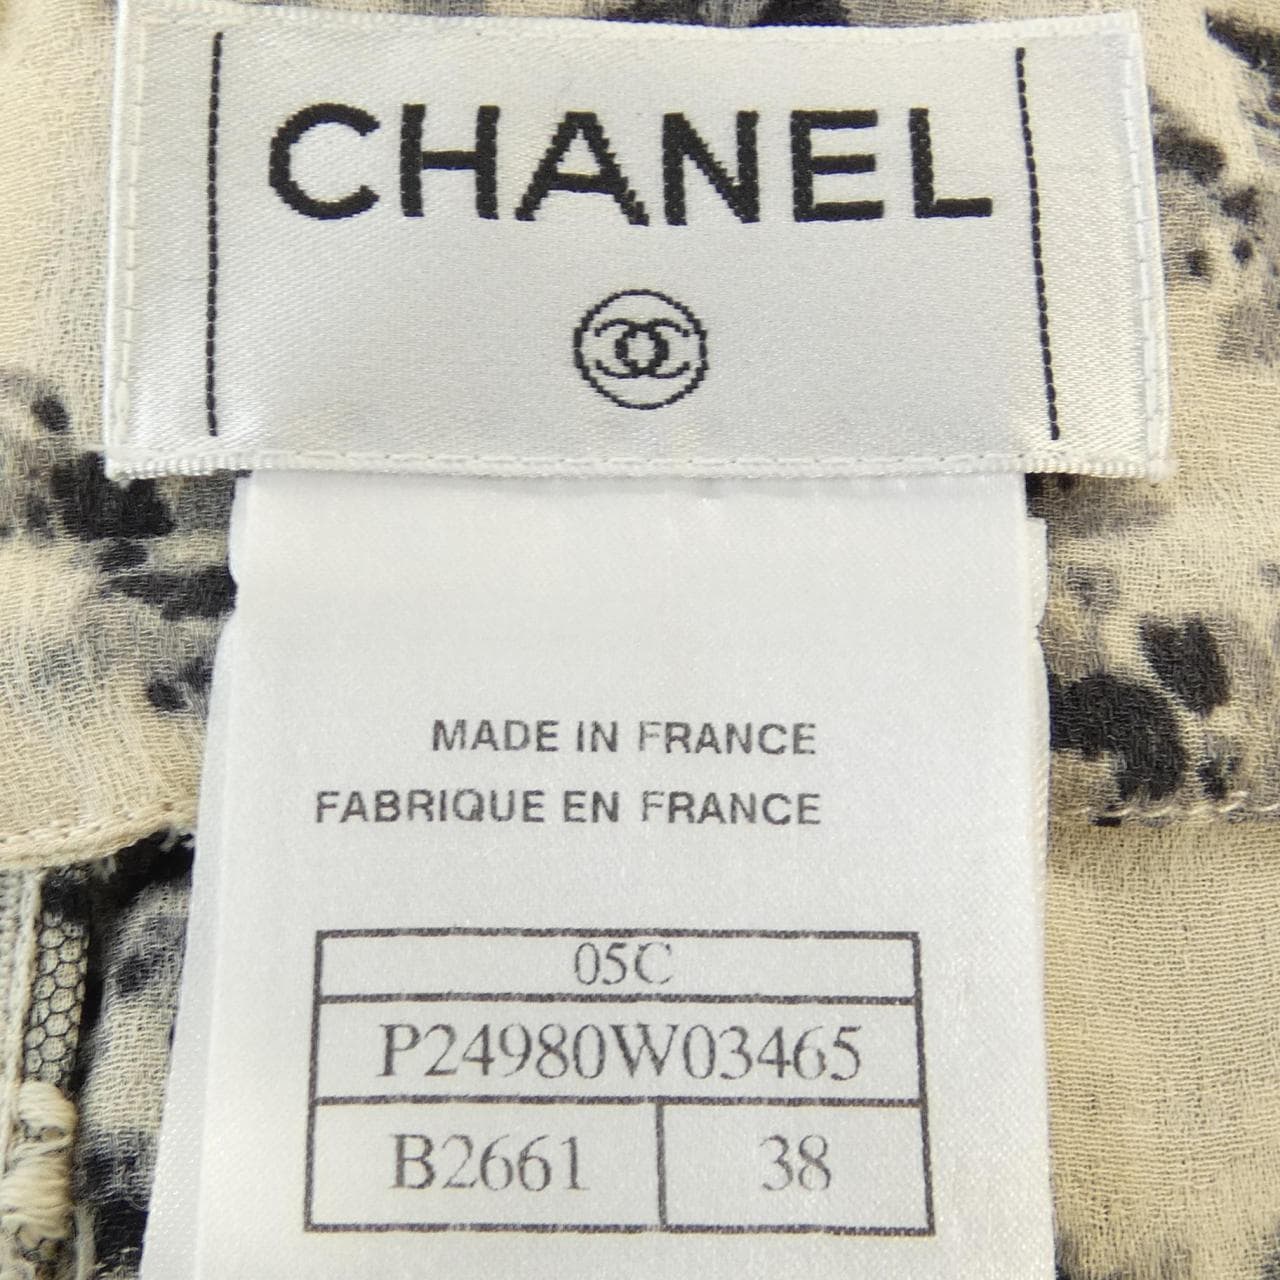 CHANEL
MADE IN FRANCE
FABRIQUE EN FRANCE
05C
P24980W03465
B2661 38